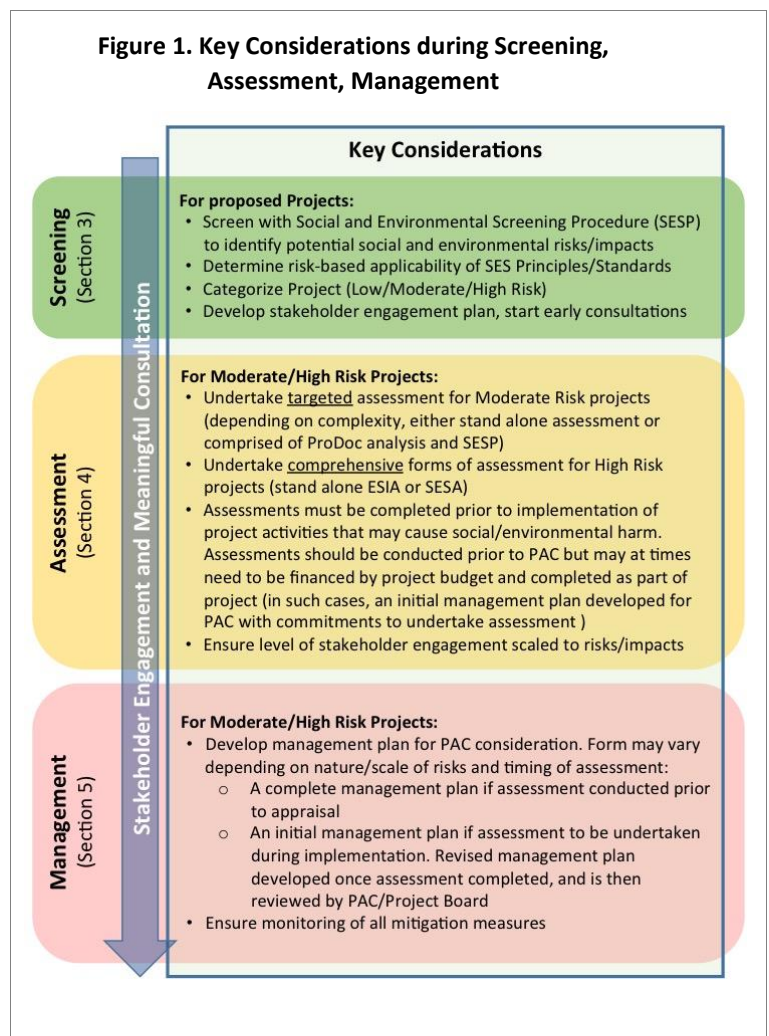 Figure 1. Key Considerations during Screening,
Assessment, Management
Key Considerations
Stakeholder Engagement and Meaningful Consultation
Screening
(Section 3)
For proposed Projects:
• Screen with Social and Environmental Screening Procedure (SESP)
to identify potential social and environmental risks/impacts
• Determine risk-based applicability of SES Principles/Standards
• Categorize Project (Low/Moderate/High Risk)
• Develop stakeholder engagement plan, start early consultations
Assessment
(Section 4)
For Moderate/High Risk Projects:
• Undertake targeted assessment for Moderate Risk projects
(depending on complexity, either stand alone assessment or
comprised of ProDoc analysis and SESP)
• Undertake comprehensive forms of assessment for High Risk
projects (stand alone ESIA or SESA)
• Assessments must be completed prior to implementation of
project activities that may cause social/environmental harm.
Assessments should be conducted prior to PAC but may at times
need to be financed by project budget and completed as part of
project (in such cases, an initial management plan developed for
PAC with commitments to undertake assessment )
• Ensure level of stakeholder engagement scaled to risks/impacts
Management
(Section 5)
For Moderate/High Risk Projects:
• Develop management plan for PAC consideration. Form may vary
depending on nature/scale of risks and timing of assessment:
o A complete management plan if assessment conducted prior
to appraisal
o An initial management plan if assessment to be undertaken
during implementation. Revised management plan
developed once assessment completed, and is then
reviewed by PAC/Project Board
• Ensure monitoring of all mitigation measures